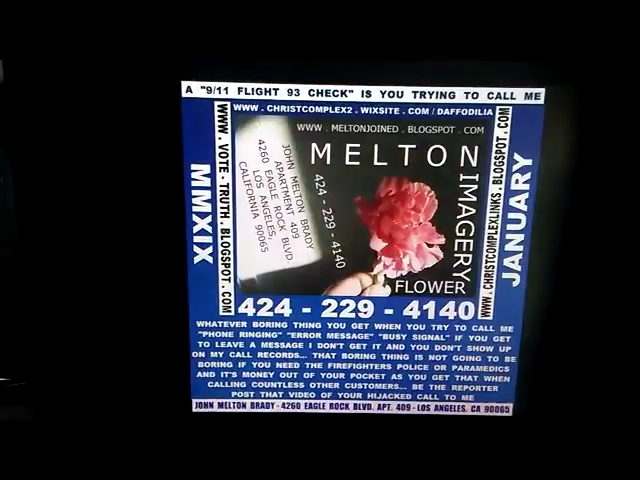 A "9/11 FLIGHT 93 CHECK" IS YOU TRYING TO CALL ME
WWW . CHRISTCOMPLEX2 . WIXSITE . COM / DAFFODILIA
WWW . MELTONJOINED . BLOGSPOT . COM
MMXIX
WWW . VOTE - TRUTH . BLOGSPOT . COM
JOHN MELTON BRADY
APARTMENT 409
4260 EAGLE ROCK BLVD.
LOS ANGELES,
CALIFORNIA 90065
424 - 229 - 4140
MELTON
IMAGERY
FLOWER
WWW . CHRISTCOMPLEXLINKS . BLOGSPOT . COM
JANUARY
424 - 229 - 4140
WHATEVER BORING THING YOU GET WHEN YOU TRY TO CALL ME
"PHONE RINGING" "ERROR MESSAGE" "BUSY SIGNAL" IF YOU GET
TO LEAVE A MESSAGE I DON'T GET IT AND YOU DON'T SHOW UP
ON MY CALL RECORDS... THAT BORING THING IS NOT GOING TO BE
BORING IF YOU NEED THE FIREFIGHTERS POLICE OR PARAMEDICS
AND IT'S MONEY OUT OF YOUR POCKET AS YOU GET THAT WHEN
CALLING COUNTLESS OTHER CUSTOMERS... BE THE REPORTER
POST THAT VIDEO OF YOUR HIJACKED CALL TO ME
JOHN MELTON BRADY - 4260 EAGLE ROCK BLVD. APT. 409 - LOS ANGELES, CA 90065